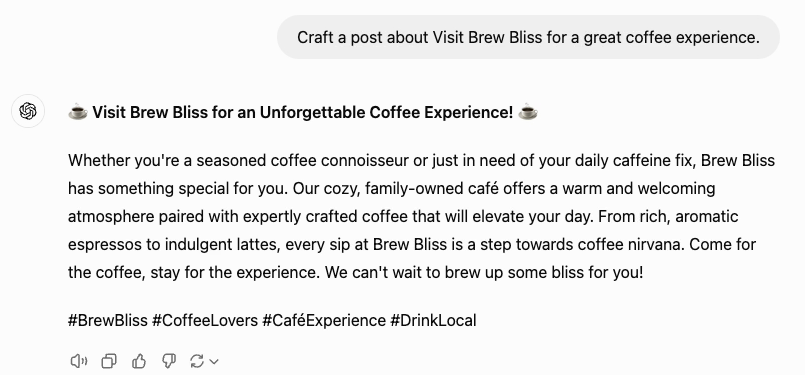 Craft a post about Visit Brew Bliss for a great coffee experience.
☕ Visit Brew Bliss for an Unforgettable Coffee Experience! ☕
Whether you're a seasoned coffee connoisseur or just in need of your daily caffeine fix, Brew Bliss
has something special for you. Our cozy, family-owned café offers a warm and welcoming
atmosphere paired with expertly crafted coffee that will elevate your day. From rich, aromatic
espressos to indulgent lattes, every sip at Brew Bliss is a step towards coffee nirvana. Come for
the coffee, stay for the experience. We can't wait to brew up some bliss for you!
#BrewBliss #CoffeeLovers #CaféExperience #DrinkLocal